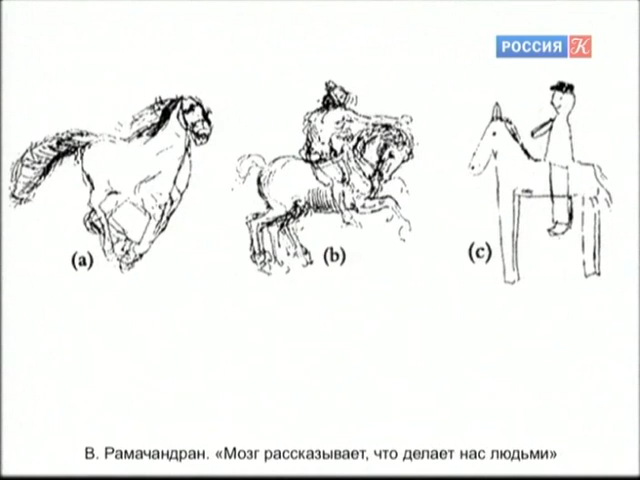 РОССИЯ К
(a)
(b)
(c)
В. Рамачандран. «Мозг рассказывает, что делает нас людьми»